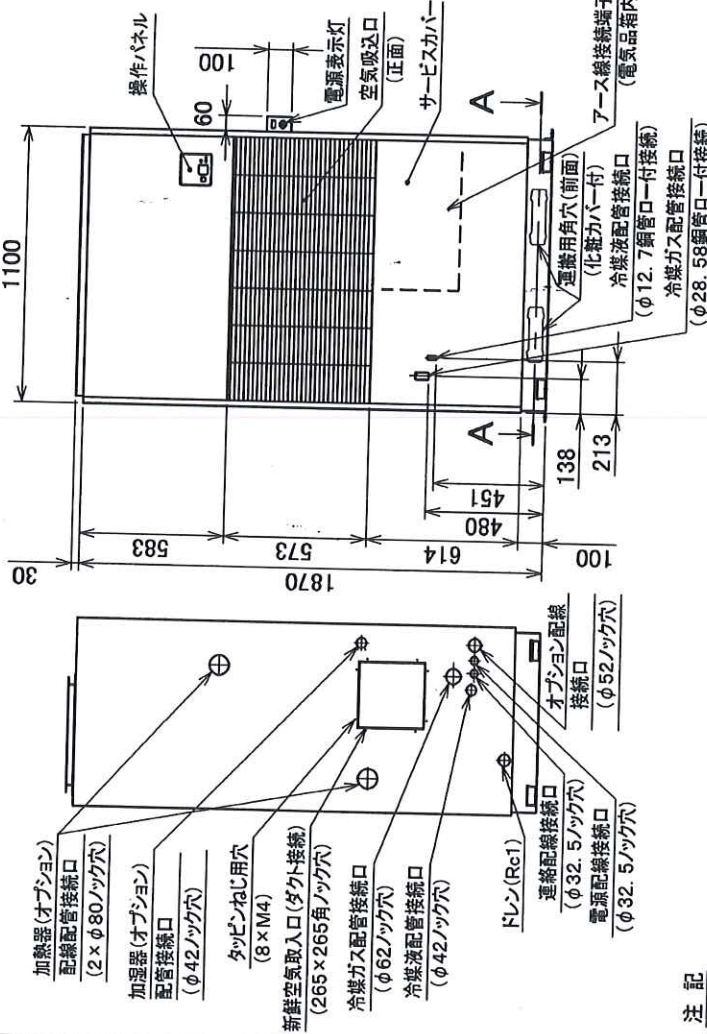 加熱器(オプション)
配線配管接続口
(2×φ80ノック穴)
加湿器(オプション)
配管接続口
(φ42ノック穴)
タッピンねじ用穴
(8×M4)
新鮮空気取入口(ダクト接続)
(265×265角ノック穴)
冷媒ガス配管接続口
(φ62ノック穴)
冷媒液配管接続口
(φ42ノック穴)
ドレン(Rc1)
連絡配線接続口
(φ32.5ノック穴)
電源配線接続口
(φ32.5ノック穴)
オプション配線
接続口
(φ52ノック穴)
1100
60
100
30
583
573
614
1870
100
480
451
138
213
A
A
操作パネル
電源表示灯
空気吸込口
(正面)
サービスカバー
アース線接続端子
(電気品箱内
運搬用角穴(前面)
(化粧カバー付)
冷媒液配管接続口
(φ12.7銅管ロー付接続)
冷媒ガス配管接続口
(φ28.58銅管ロー付接続)
注記